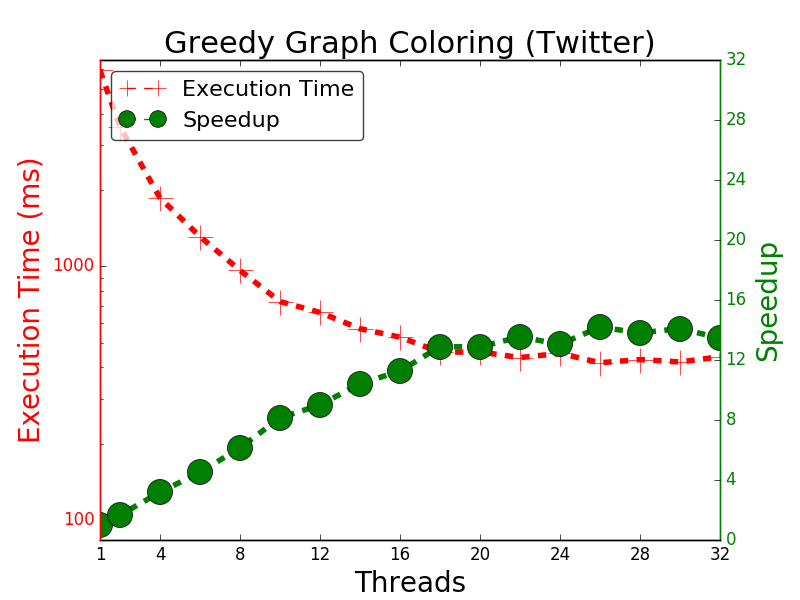 Greedy Graph Coloring (Twitter)
Execution Time
Speedup
Execution Time (ms)
1000
100
32
28
24
20
16
12
8
4
0
Speedup
1 4 8 12 16 20 24 28 32
Threads